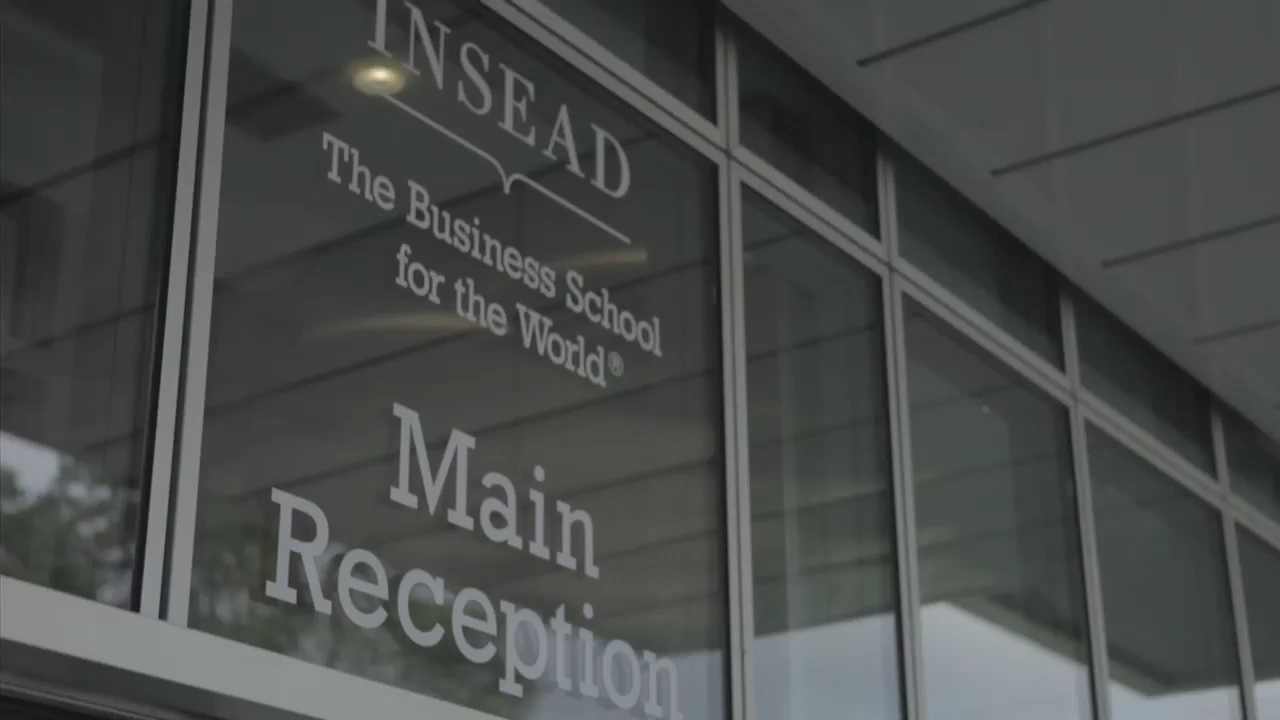 INSEAD
The Business School
for the World®
Main
Reception